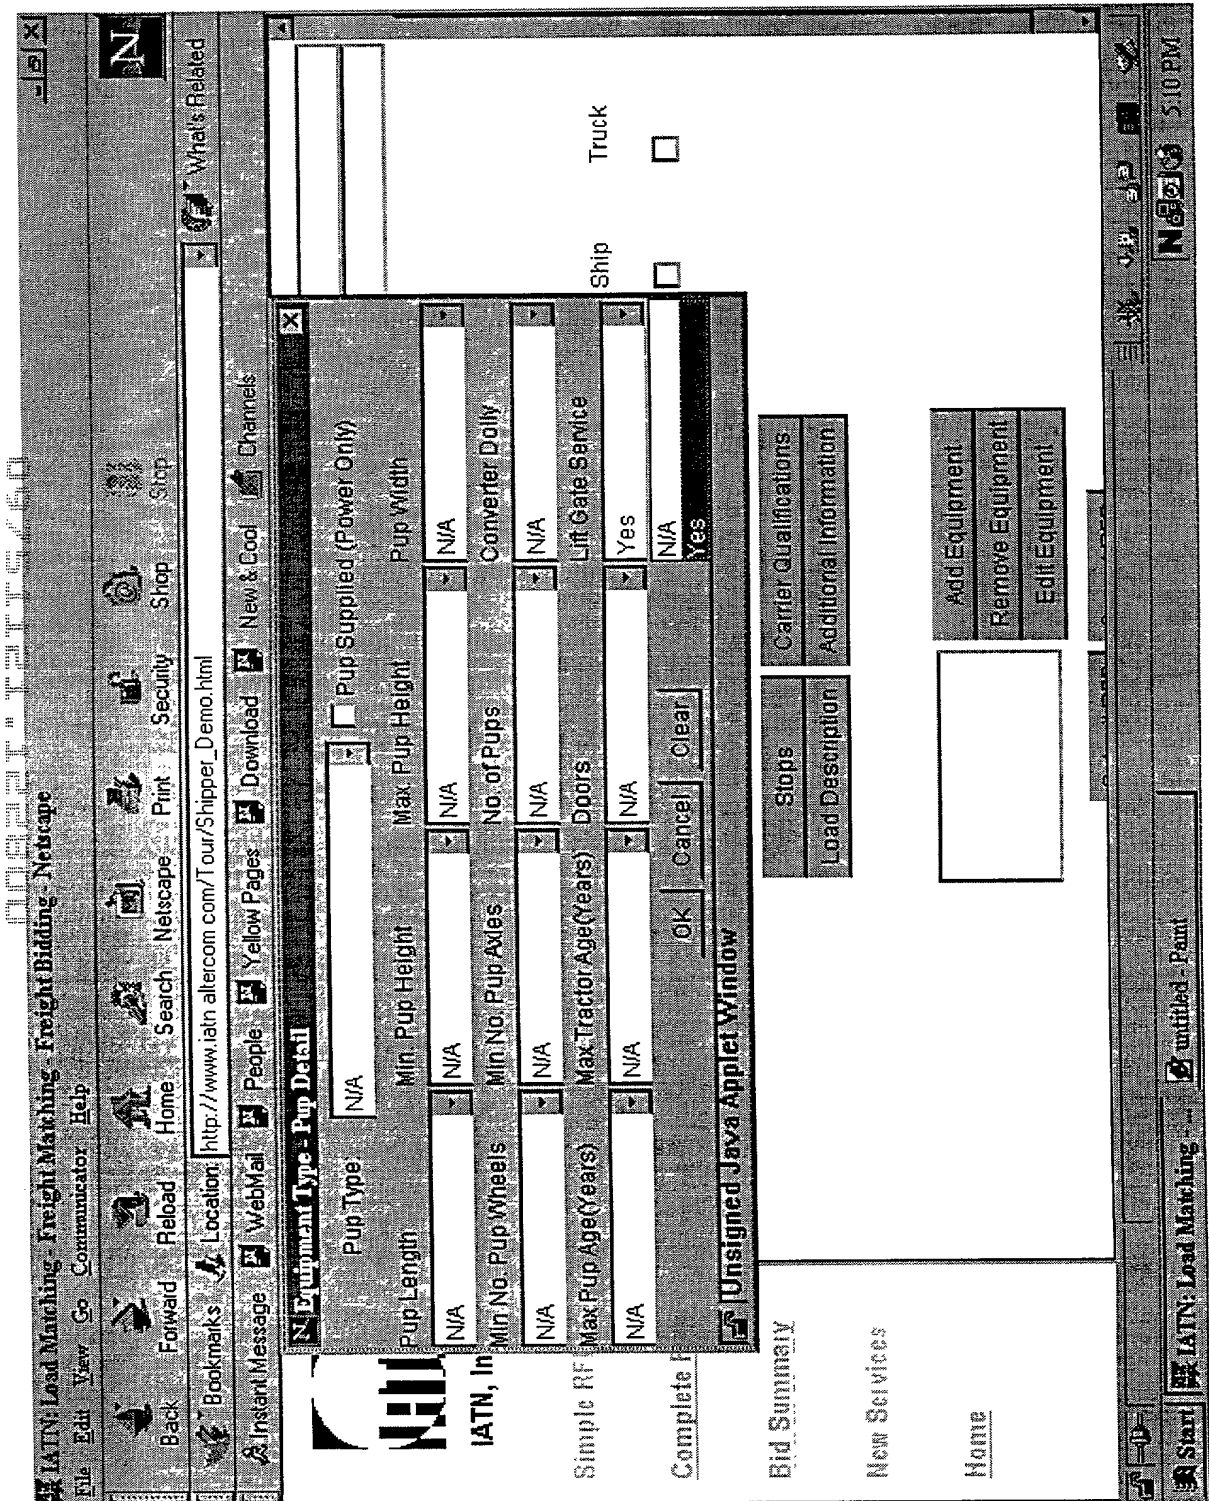 IATN: Load Matching - Freight Matching - Freight Bidding - Netscape
File Edit View Go Communicator Help
Back Forward Reload Home Search Netscape Print Security Shop Stop
N
Bookmarks Location: http://www.iatn altercom com/Tour/Shipper_Demo.html What's Related
Instant Message WebMail People Yellow Pages Download New & Cool Channels
N Equipment Type - Pup Detail
Pup Type: N/A Pup Supplied (Power Only)
Pup Length Min. Pup Height Max. Pup Height Pup Width
N/A N/A N/A N/A
Min No. Pup Wheels Min No. Pup Axles No. of Pups Converter Dolly
N/A N/A N/A N/A
Max Pup Age(Years) Max Tractor Age(Years) Doors Lift Gate Service
N/A N/A N/A Yes
N/A
Yes
OK Cancel Clear
Unsigned Java Applet Window
IATN, In
Simple RF
Complete
Bid Summary
New Services
Home
Ship Truck
Stops Carrier Qualifications
Load Description Additional Information
Add Equipment
Remove Equipment
Edit Equipment
Start IATN: Load Matching - ... untitled - Paint N 5:10 PM